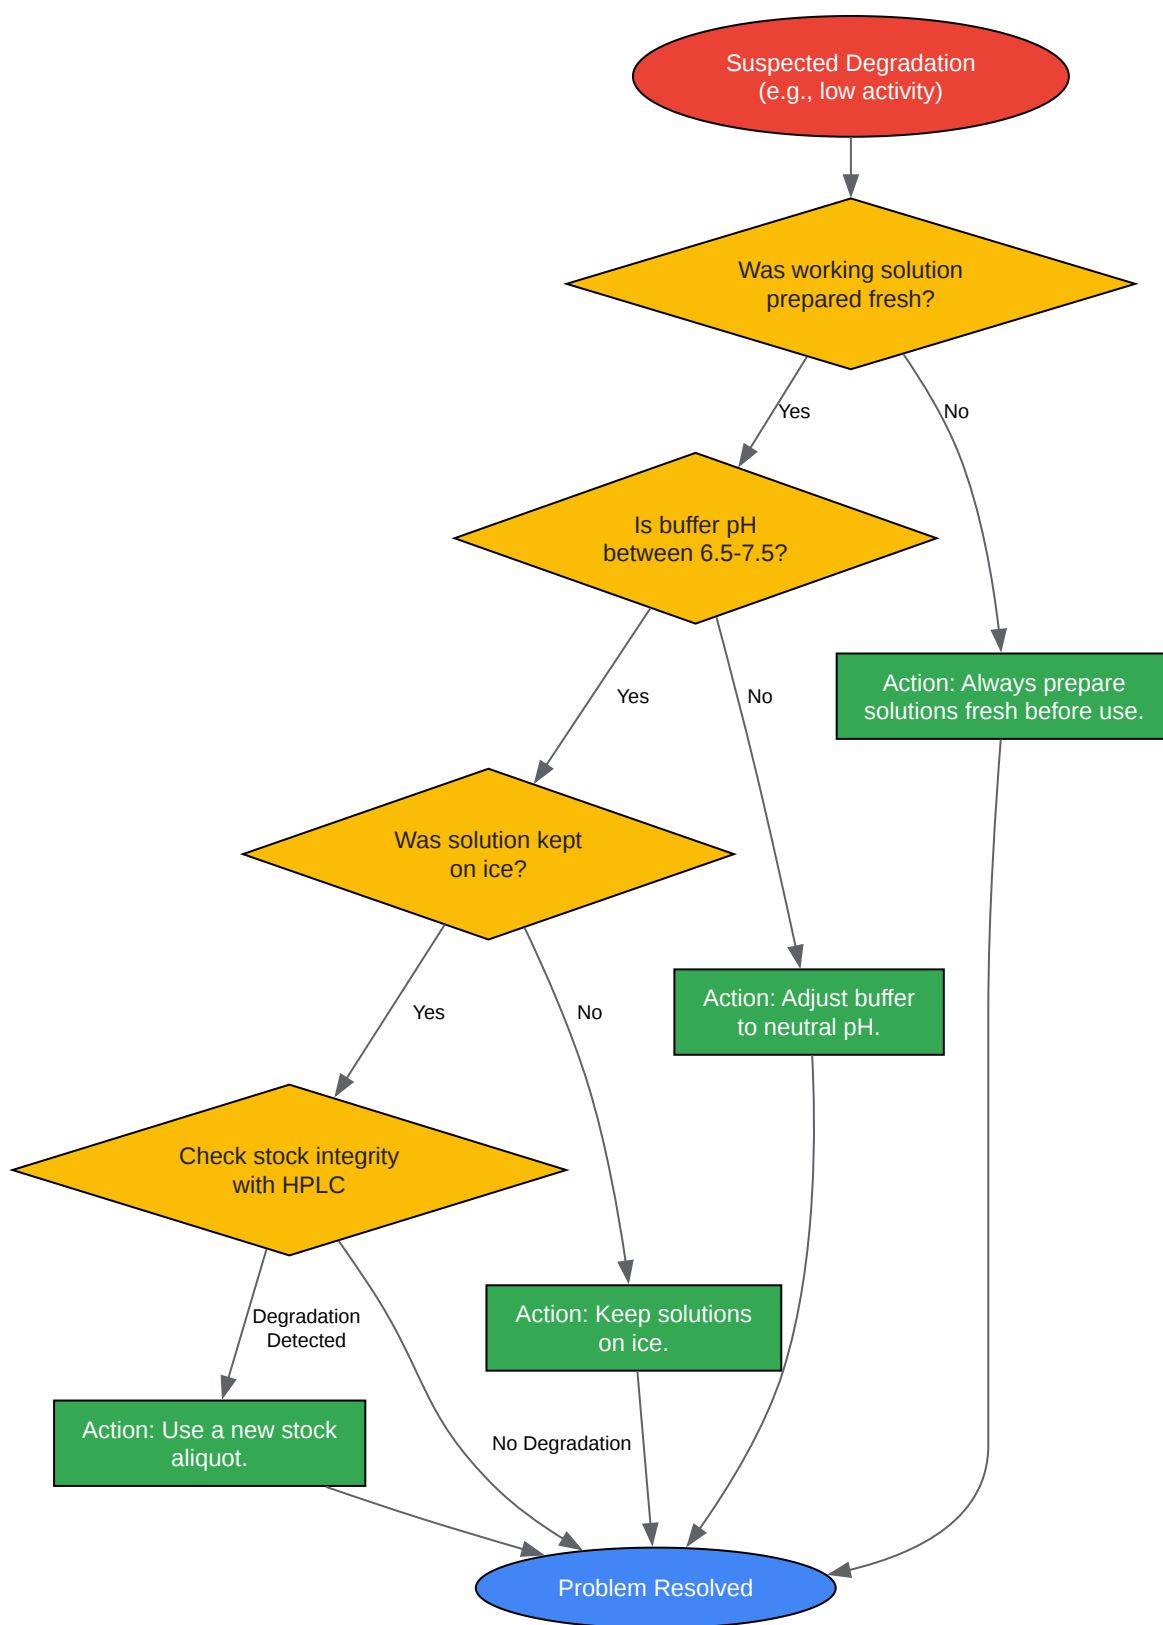 Suspected Degradation
(e.g., low activity)
Was working solution
prepared fresh?
Yes
No
Is buffer pH
between 6.5-7.5?
Yes
No
Action: Always prepare
solutions fresh before use.
Was solution kept
on ice?
Yes
No
Action: Adjust buffer
to neutral pH.
Check stock integrity
with HPLC
Degradation
Detected
No Degradation
Action: Keep solutions
on ice.
Action: Use a new stock
aliquot.
Problem Resolved